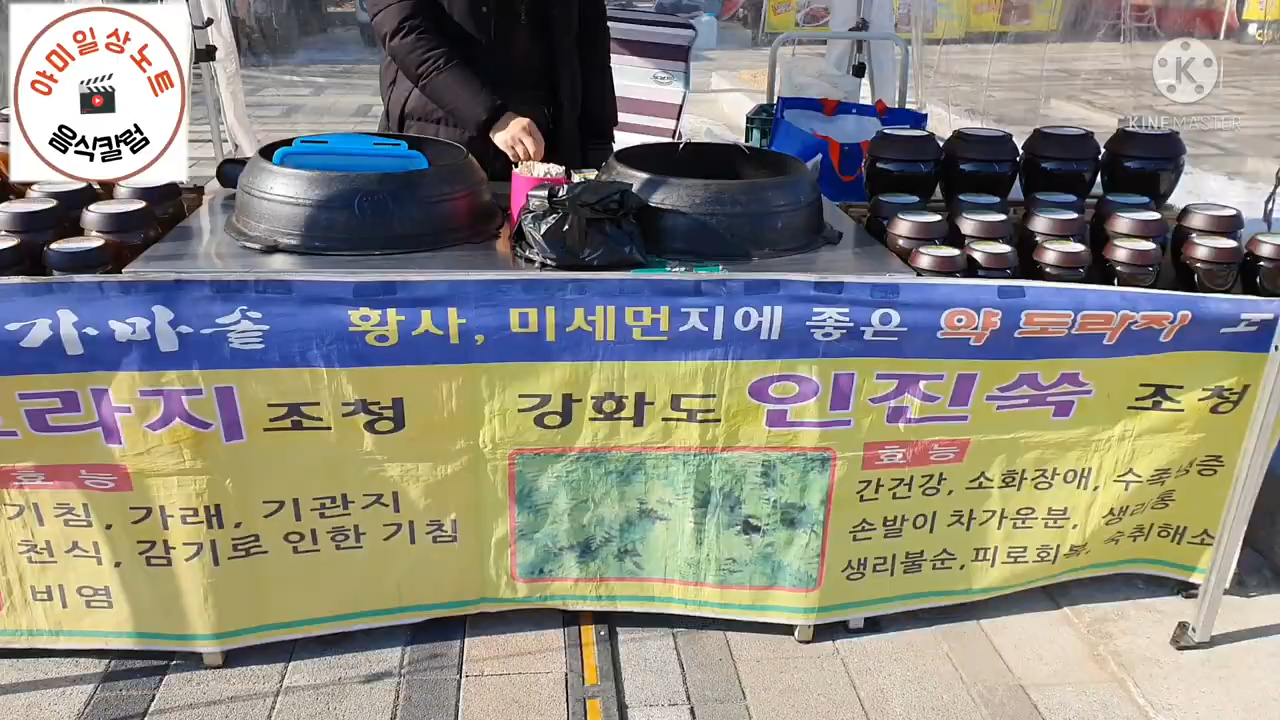 야미일상노트
음식칼럼
KINEMASTER
가마솥 황사, 미세먼지에 좋은 약 도라지
라지 조청
강화도 인진쑥 조청
효능
기침, 가래, 기관지
천식, 감기로 인한 기침
비염
효능
간건강, 소화장애, 수족냉증
손발이 차가운분, 생리통
생리불순, 피로회복, 숙취해소